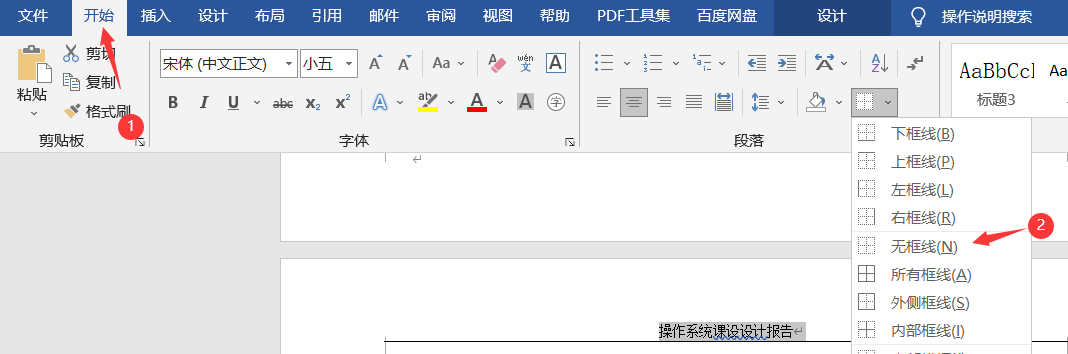 文件 开始 插入 设计 布局 引用 邮件 审阅 视图 帮助 PDF工具集 百度网盘 设计 操作说明搜索
粘贴
剪切
复制
格式刷
剪贴板
1
宋体 (中文正文) 小五 A A Aa A wén 文 A
B I U abc x₂ x² A ab A A 字
字体
段落
AaBbCcI Aa
标题3
下框线(B)
上框线(P)
左框线(L)
右框线(R)
无框线(N)
2
所有框线(A)
外侧框线(S)
内部框线(I)
操作系统课设设计报告